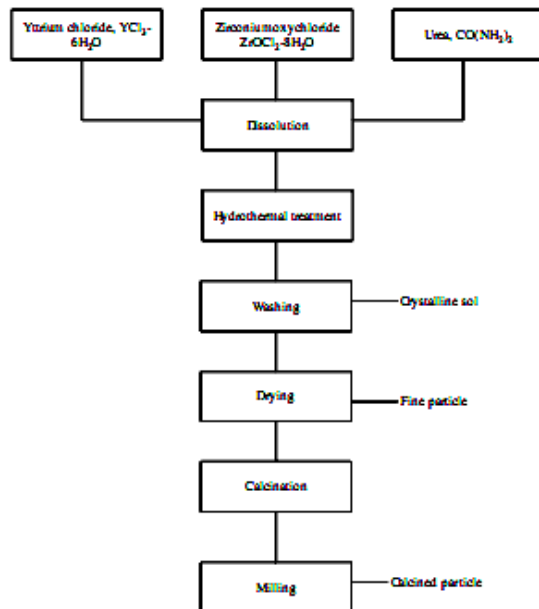 Yttrium chloride, YCl₃-
6H₂O
Zirconiumoxychloride
ZrOCl₂-8H₂O
Urea, CO(NH₂)₂
Dissolution
Hydrothermal treatment
Washing
Crystalline sol
Drying
Fine particle
Calcination
Milling
Calcined particle